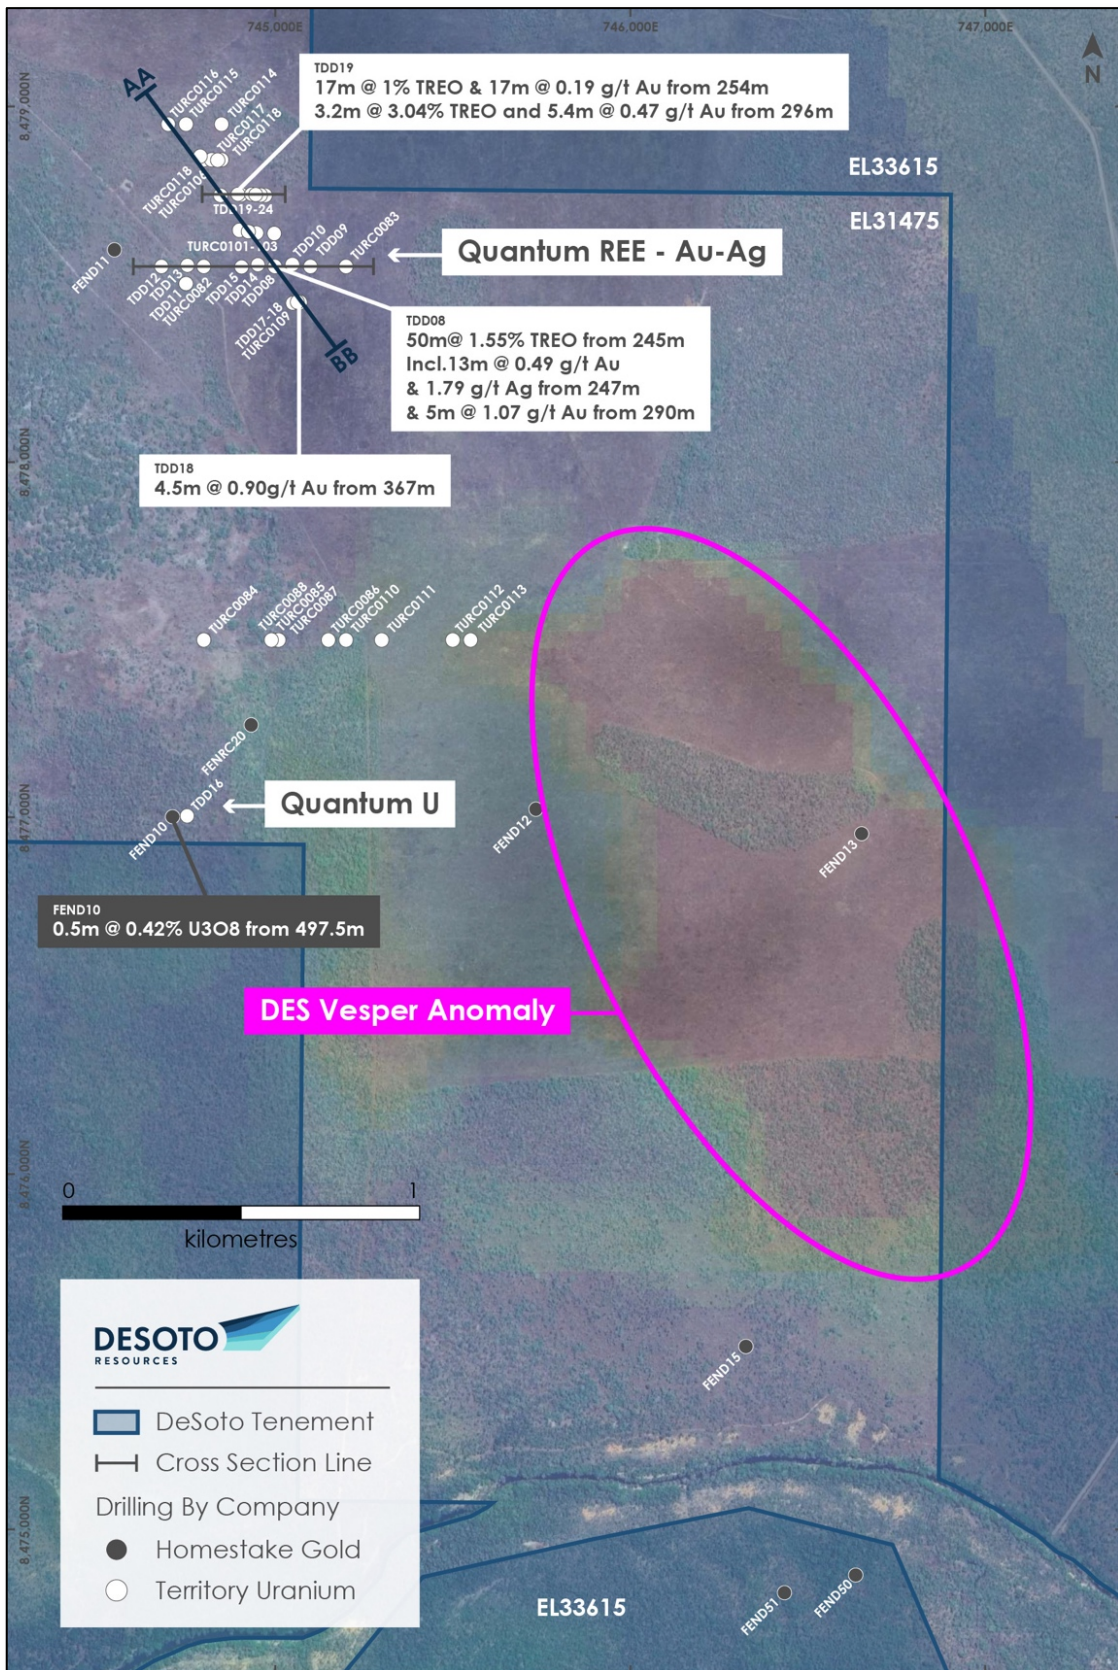 745,000E
746,000E
747,000E
N
8,479,000N
8,478,000N
8,477,000N
8,476,000N
8,475,000N
AA
BB
TURC0116
TURC0115
TURC0114
TURC0117
TURC0118
TURC0118
TURC0106
TDD19
17m @ 1% TREO & 17m @ 0.19 g/t Au from 254m
3.2m @ 3.04% TREO and 5.4m @ 0.47 g/t Au from 296m
EL33615
EL31475
TDD19-24
TURC0101-103
FEND11
TDD12
TDD13
TDD11
TURC0082
TDD15
TDD14
TDD08
TDD10
TDD09
TURC0083
Quantum REE - Au-Ag
TDD17-18
TURC0109
TDD08
50m@ 1.55% TREO from 245m
Incl.13m @ 0.49 g/t Au
& 1.79 g/t Ag from 247m
& 5m @ 1.07 g/t Au from 290m
TDD18
4.5m @ 0.90g/t Au from 367m
TURC0084
TURC0088
TURC0085
TURC0087
TURC0086
TURC0110
TURC0111
TURC0112
TURC0113
FENRC20
FEND10
TDD16
Quantum U
FEND12
FEND13
FEND10
0.5m @ 0.42% U3O8 from 497.5m
DES Vesper Anomaly
0 1
kilometres
DESOTO
RESOURCES
DeSoto Tenement
Cross Section Line
Drilling By Company
Homestake Gold
Territory Uranium
FEND15
EL33615
FEND51
FEND50